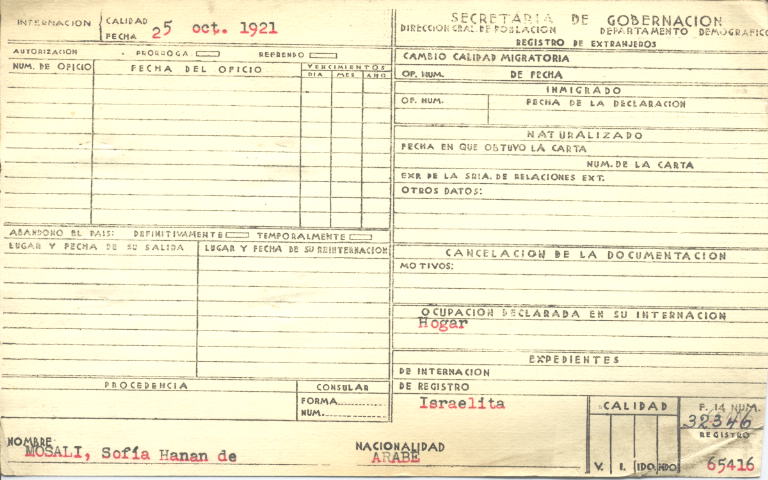 INTERNACION CALIDAD
FECHA 25 oct. 1921
AUTORIZACION PRORROGA REFRENDO
NUM. DE OFICIO FECHA DEL OFICIO VENCIMIENTOS
DIA MES AÑO
ABANDONO EL PAIS: DEFINITIVAMENTE TEMPORALMENTE
LUGAR Y FECHA DE SU SALIDA LUGAR Y FECHA DE SU REINTERNACION
PROCEDENCIA CONSULAR
FORMA
NUM.
SECRETARIA DE GOBERNACION
DIRECCION GRAL. DE POBLACION DEPARTAMENTO DEMOGRAFICO
REGISTRO DE EXTRANJEROS
CAMBIO CALIDAD MIGRATORIA
OF. NUM. DE FECHA
INMIGRADO
OF. NUM. FECHA DE LA DECLARACION
NATURALIZADO
FECHA EN QUE OBTUVO LA CARTA
NUM. DE LA CARTA
EXP. DE LA SRIA. DE RELACIONES EXT.
OTROS DATOS:
CANCELACION DE LA DOCUMENTACION
MOTIVOS:
OCUPACION DECLARADA EN SU INTERNACION
Hogar
EXPEDIENTES
DE INTERNACION
DE REGISTRO
Israelita
CALIDAD F. 14 NUM.
32346
REGISTRO
V. I. IDO. NDO. 65416
NOMBRE MOSALI, Sofía Hanan de
NACIONALIDAD
ARABE